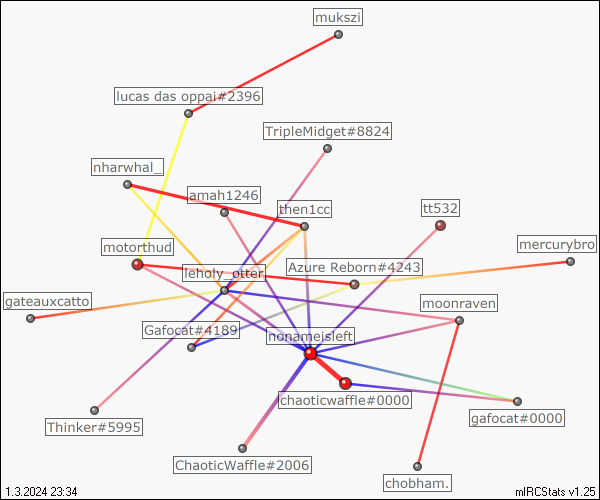 mukszi
lucas das oppai#2396
TripleMidget#8824
nharwhal_
amah1246
then1cc
tt532
mercurybro
motorthud
leholy_otter
Azure Reborn#4243
gateauxcatto
moonraven
Gafocat#4189
nonameisleft
chaoticwaffle#0000
gafocat#0000
Thinker#5995
ChaoticWaffle#2006
chobham.
1.3.2024 23:34
mIRCStats v1.25